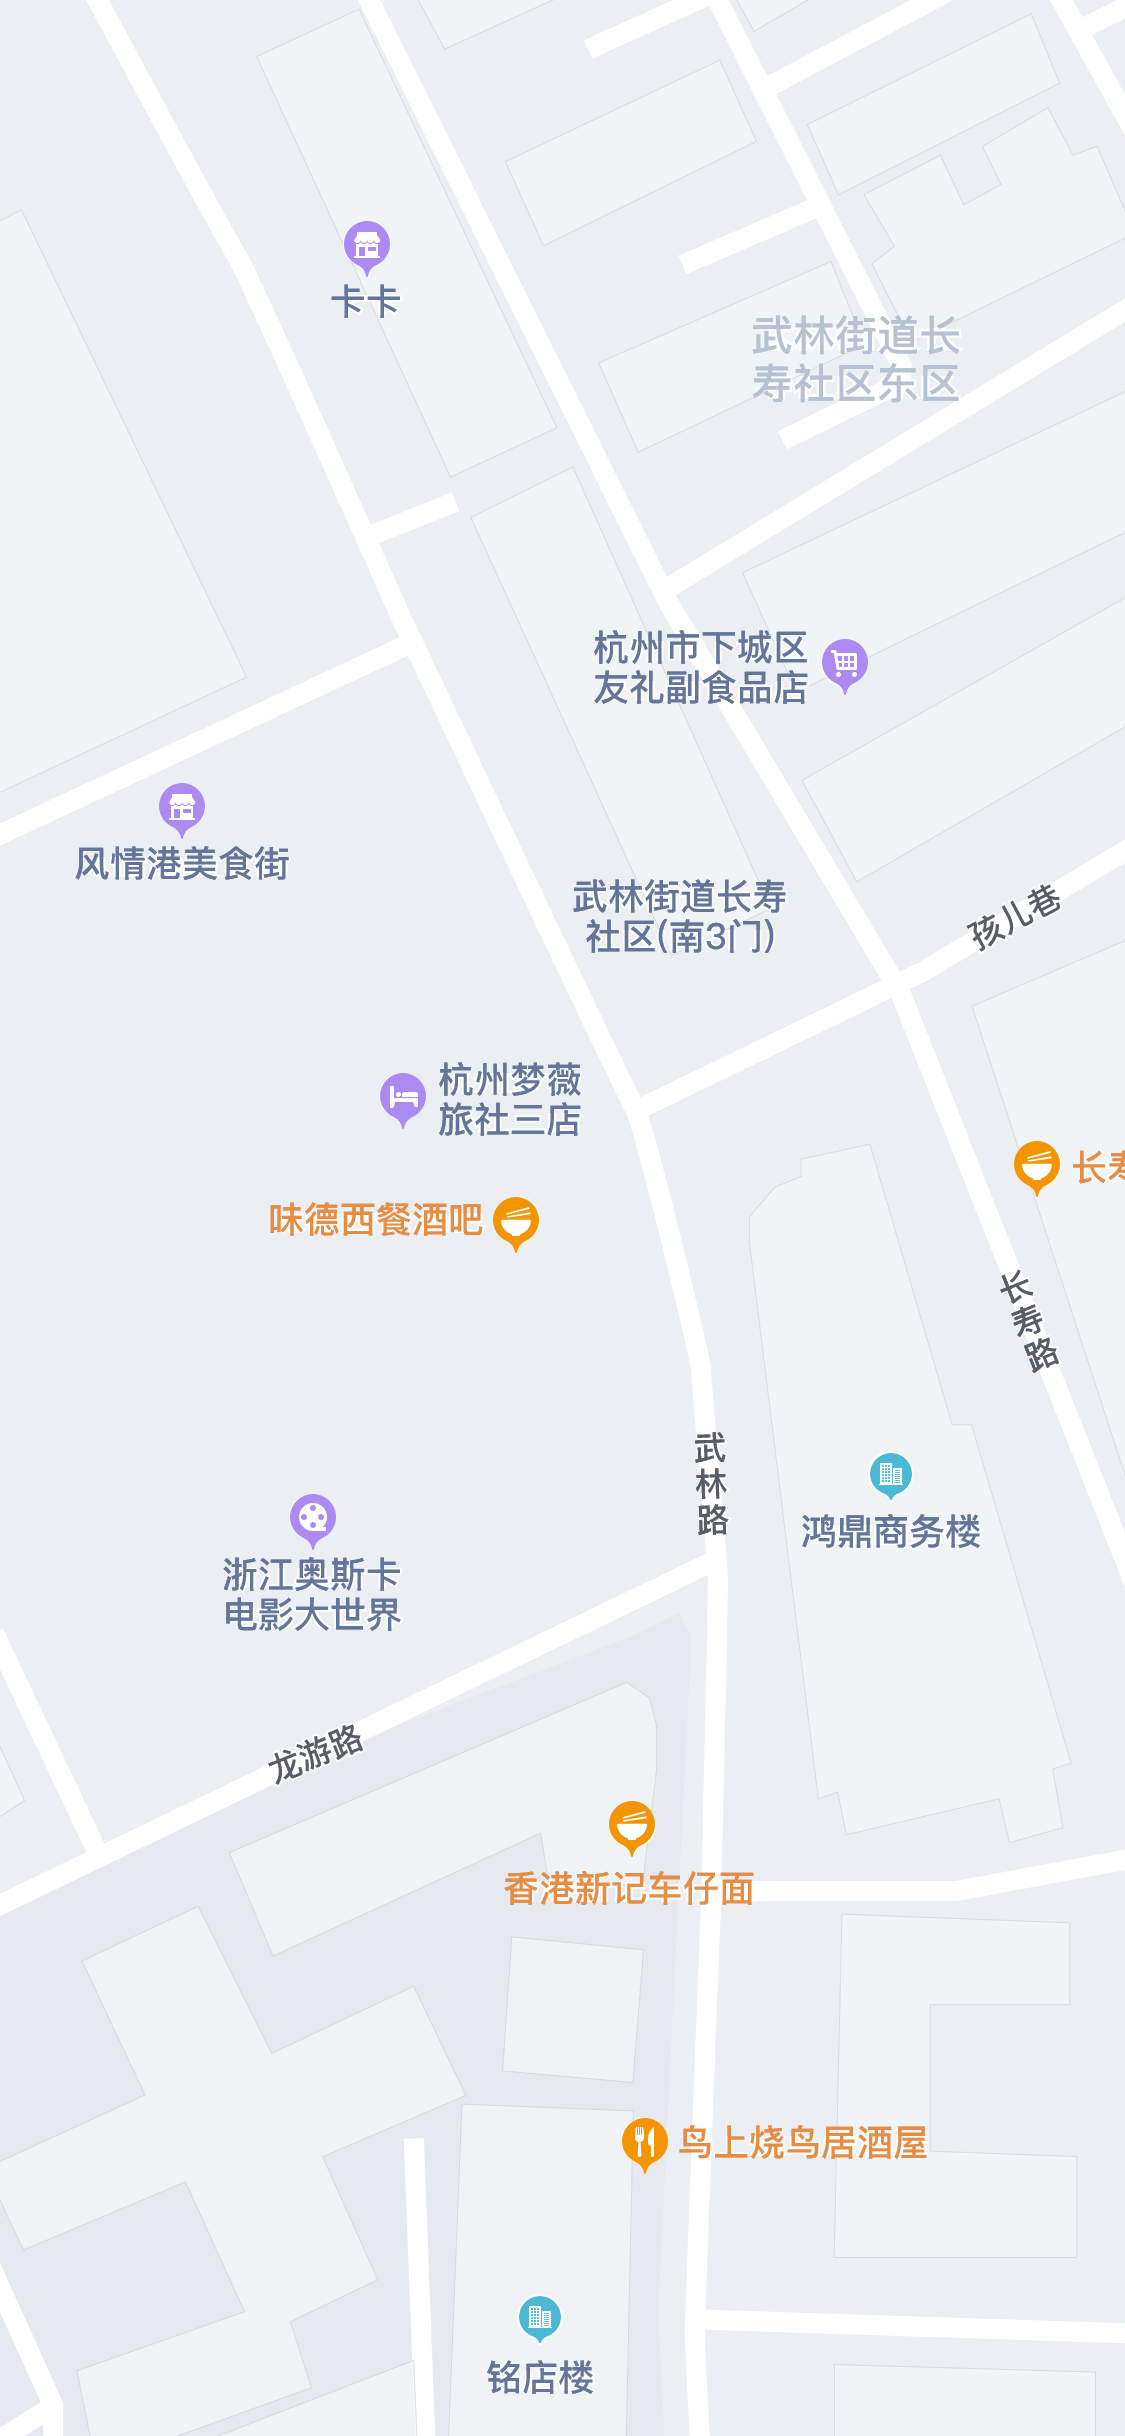 卡卡
武林街道长
寿社区东区
杭州市下城区
友礼副食品店
风情港美食街
武林街道长寿
社区(南3门)
孩儿巷
杭州梦薇
旅社三店
长寿
味德西餐酒吧
长寿路
武林路
鸿鼎商务楼
浙江奥斯卡
电影大世界
龙游路
香港新记车仔面
鸟上烧鸟居酒屋
铭店楼